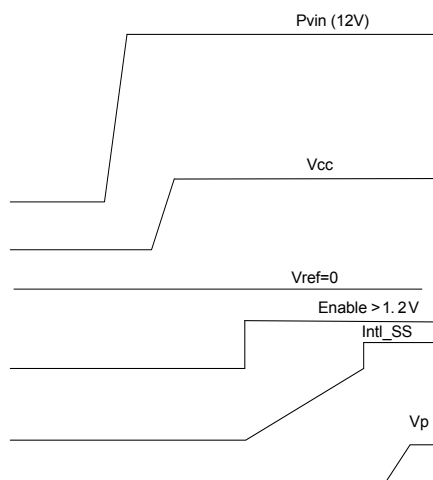 Pvin (12V)
Vcc
Vref=0
Enable >1.2V
Intl_SS
Vp